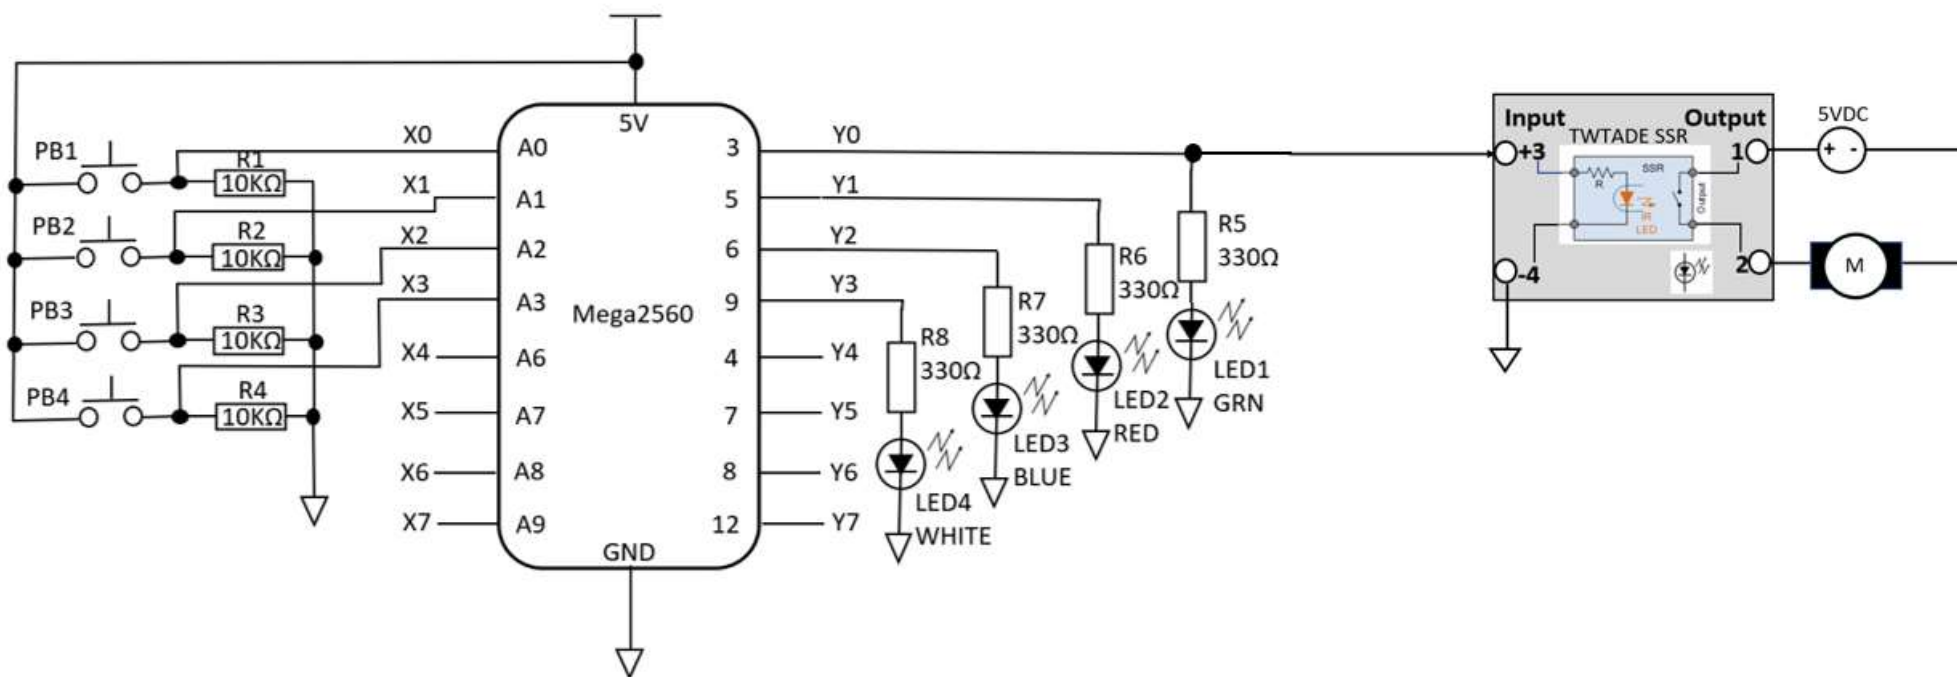 5V
PB1
R1
10KΩ
PB2
R2
10KΩ
PB3
R3
10KΩ
PB4
R4
10KΩ
X0
X1
X2
X3
X4
X5
X6
X7
A0
A1
A2
A3
A6
A7
A8
A9
Mega2560
GND
3
5
6
9
4
7
8
12
Y0
Y1
Y2
Y3
Y4
Y5
Y6
Y7
R8
330Ω
LED4
WHITE
R7
330Ω
LED3
BLUE
R6
330Ω
LED2
RED
R5
330Ω
LED1
GRN
Input
Output
TWTADE SSR
+3
-4
1
2
SSR
R
IR
LED
Output
5VDC
+ -
M